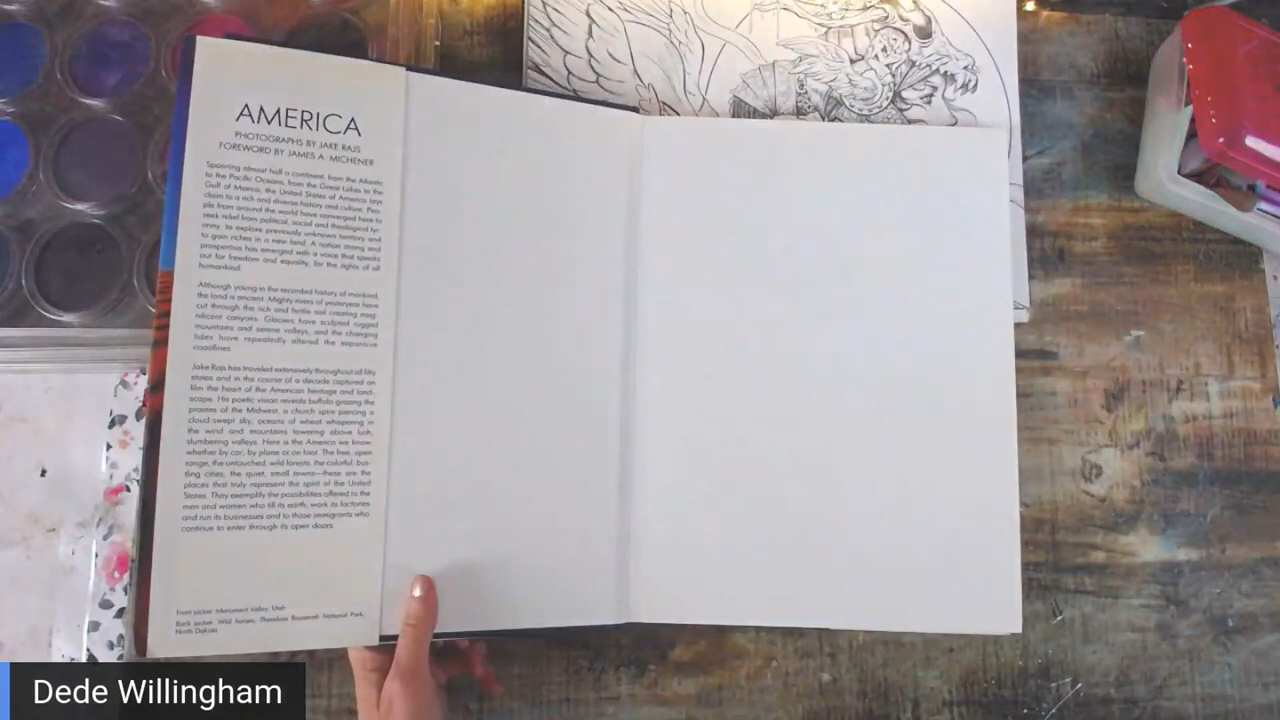 AMERICA
PHOTOGRAPHS BY JAKE RAJS
FOREWORD BY JAMES A. MICHENER
Spanning almost half a continent, from the Atlantic
to the Pacific Oceans, from the Great Lakes to the
Gulf of Mexico, the United States of America lays
claim to a rich and diverse history and culture. Peo-
ple from around the world have converged here to
seek relief from political, social and theological ty-
ranny, to explore previously unknown territory and
to gain riches in a new land. A nation strong and
prosperous has emerged with a voice that speaks
out for freedom and equality, for the rights of all
humankind.
Although young in the recorded history of mankind,
the land is ancient. Mighty rivers of yesteryear have
cut through the rich and fertile soil creating mag-
nificent canyons. Glaciers have sculpted rugged
mountains and serene valleys, and the changing
tides have repeatedly altered the expansive
coastlines.
Jake Rajs has traveled extensively throughout all fifty
states and in the course of a decade captured on
film the heart of the American heritage and land-
scape. His poetic vision reveals buffalo grazing the
prairies of the Midwest, a church spire piercing a
cloud-swept sky, oceans of wheat whispering in
the wind and mountains towering above lush,
slumbering valleys. Here is the America we know,
whether by car, by plane or on foot. The free, open
range, the untouched, wild forests, the colorful, bus-
tling cities, the quiet, small towns—these are the
places that truly represent the spirit of the United
States. They exemplify the possibilities offered to the
men and women who till its earth, work its factories
and run its businesses and to those immigrants who
continue to enter through its open doors.
Front jacket: Monument Valley, Utah
Back jacket: Wild horses, Theodore Roosevelt National Park,
North Dakota
Dede Willingham